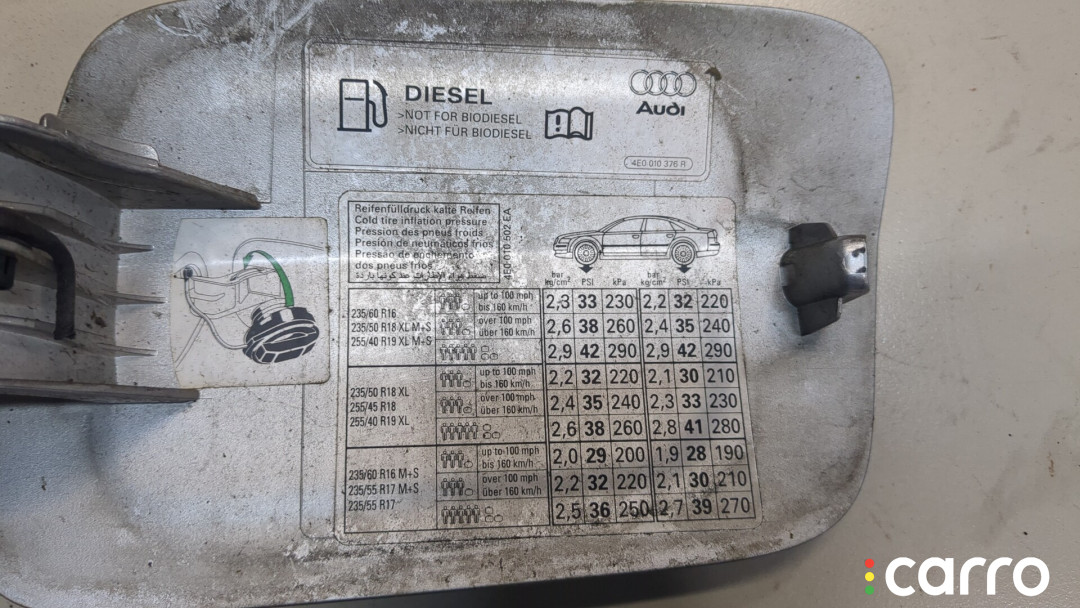 DIESEL
>NOT FOR BIODIESEL
>NICHT FÜR BIODIESEL
Audi
4E0 010 376 R
Reifenfülldruck kalte Reifen
Cold tire inflation pressure
Pression des pneus froids
Presión de neumáticos fríos
Pressão de enchemento
dos pneus frios
4E0 010 502 EA
bar PSI kPa bar PSI kPa
kg/cm² kg/cm²
235/60 R16
235/50 R18 XL M+S
255/40 R19 XL M+S
up to 100 mph
bis 160 km/h
2,3 33 230 2,2 32 220
over 100 mph
über 160 km/h
2,6 38 260 2,4 35 240
2,9 42 290 2,9 42 290
235/50 R18 XL
255/45 R18
255/40 R19 XL
up to 100 mph
bis 160 km/h
2,2 32 220 2,1 30 210
over 100 mph
über 160 km/h
2,4 35 240 2,3 33 230
2,6 38 260 2,8 41 280
235/60 R16 M+S
235/55 R17 M+S
235/55 R17
up to 100 mph
bis 160 km/h
2,0 29 200 1,9 28 190
over 100 mph
über 160 km/h
2,2 32 220 2,1 30 210
2,5 36 250 2,7 39 270
carro